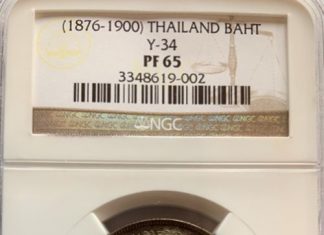 (1876-1900) THAILAND BAHT
Y-34
PF 65
3348619-002
NGC